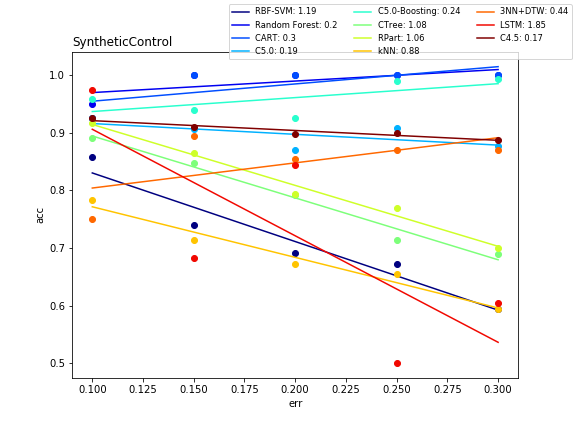 RBF-SVM: 1.19
Random Forest: 0.2
CART: 0.3
C5.0: 0.19
C5.0-Boosting: 0.24
CTree: 1.08
RPart: 1.06
kNN: 0.88
3NN+DTW: 0.44
LSTM: 1.85
C4.5: 0.17
SyntheticControl
1.0
0.9
0.8
0.7
0.6
0.5
acc
0.100 0.125 0.150 0.175 0.200 0.225 0.250 0.275 0.300
err